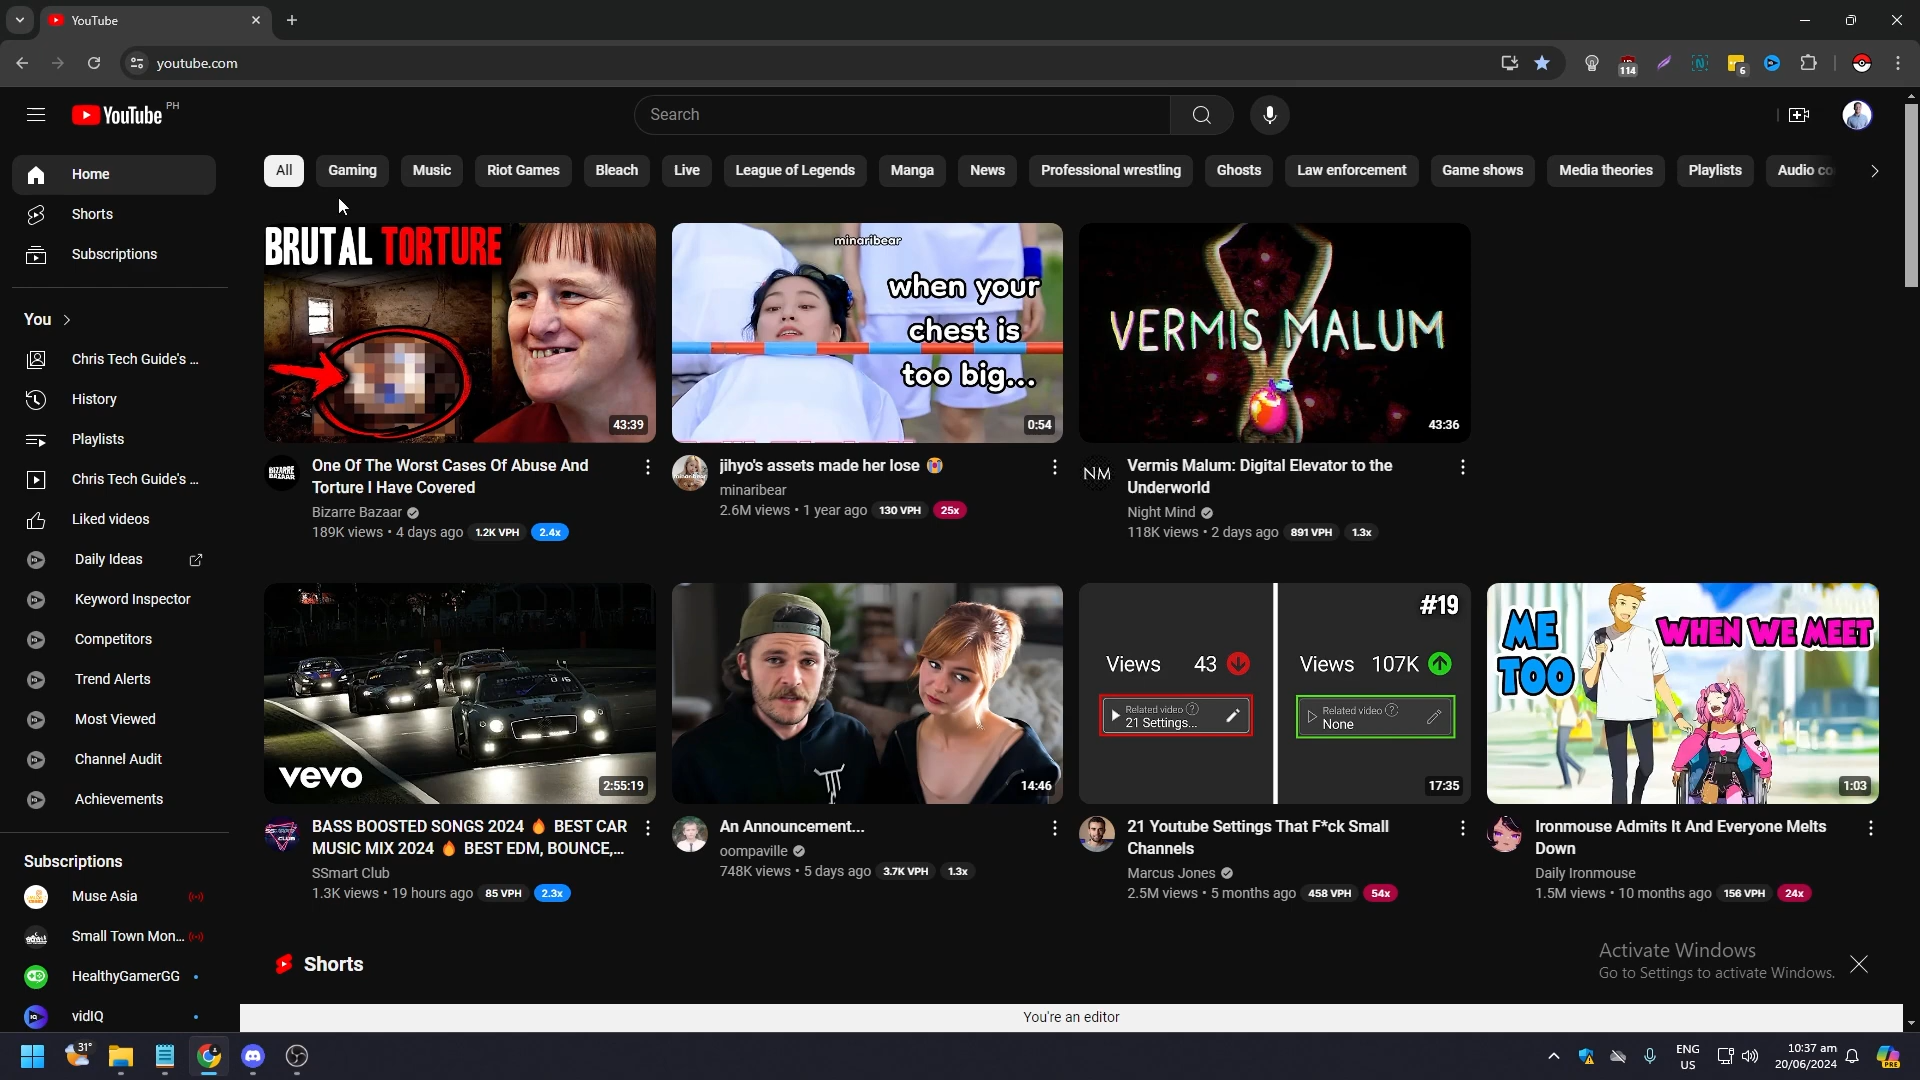 YouTube
youtube.com
114
6
YouTube PH
Search
Home
Shorts
Subscriptions
You
Chris Tech Guide's ...
History
Playlists
Chris Tech Guide's ...
Liked videos
Daily Ideas
Keyword Inspector
Competitors
Trend Alerts
Most Viewed
Channel Audit
Achievements
Subscriptions
Muse Asia
Small Town Mon...
HealthyGamerGG
vidIQ
All Gaming Music Riot Games Bleach Live League of Legends Manga News Professional wrestling Ghosts Law enforcement Game shows Media theories Playlists Audio co
BRUTAL TORTURE
43:39
BIZARRE
BAZAAR
One Of The Worst Cases Of Abuse And
Torture I Have Covered
Bizarre Bazaar
189K views • 4 days ago 1.2K VPH 2.4x
minaribear
when your
chest is
too big...
0:54
jihyo's assets made her lose 😭
minaribear
2.6M views • 1 year ago 130 VPH 25x
VERMIS MALUM
43:36
NM
Vermis Malum: Digital Elevator to the
Underworld
Night Mind
118K views • 2 days ago 891 VPH 1.3x
vevo
2:55:19
BASS BOOSTED SONGS 2024 🔥 BEST CAR
MUSIC MIX 2024 🔥 BEST EDM, BOUNCE,...
SSmart Club
1.3K views • 19 hours ago 85 VPH 2.3x
14:46
An Announcement...
oompaville
748K views • 5 days ago 3.7K VPH 1.3x
#19
Views 43
Views 107K
Related video
21 Settings...
Related video
None
17:35
21 Youtube Settings That F*ck Small
Channels
Marcus Jones
2.5M views • 5 months ago 458 VPH 54x
ME
TOO
WHEN WE MEET
1:03
Ironmouse Admits It And Everyone Melts
Down
Daily Ironmouse
1.5M views • 10 months ago 156 VPH 24x
Shorts
Activate Windows
Go to Settings to activate Windows.
You're an editor
31°
ENG
US
10:37 am
20/06/2024
PRE